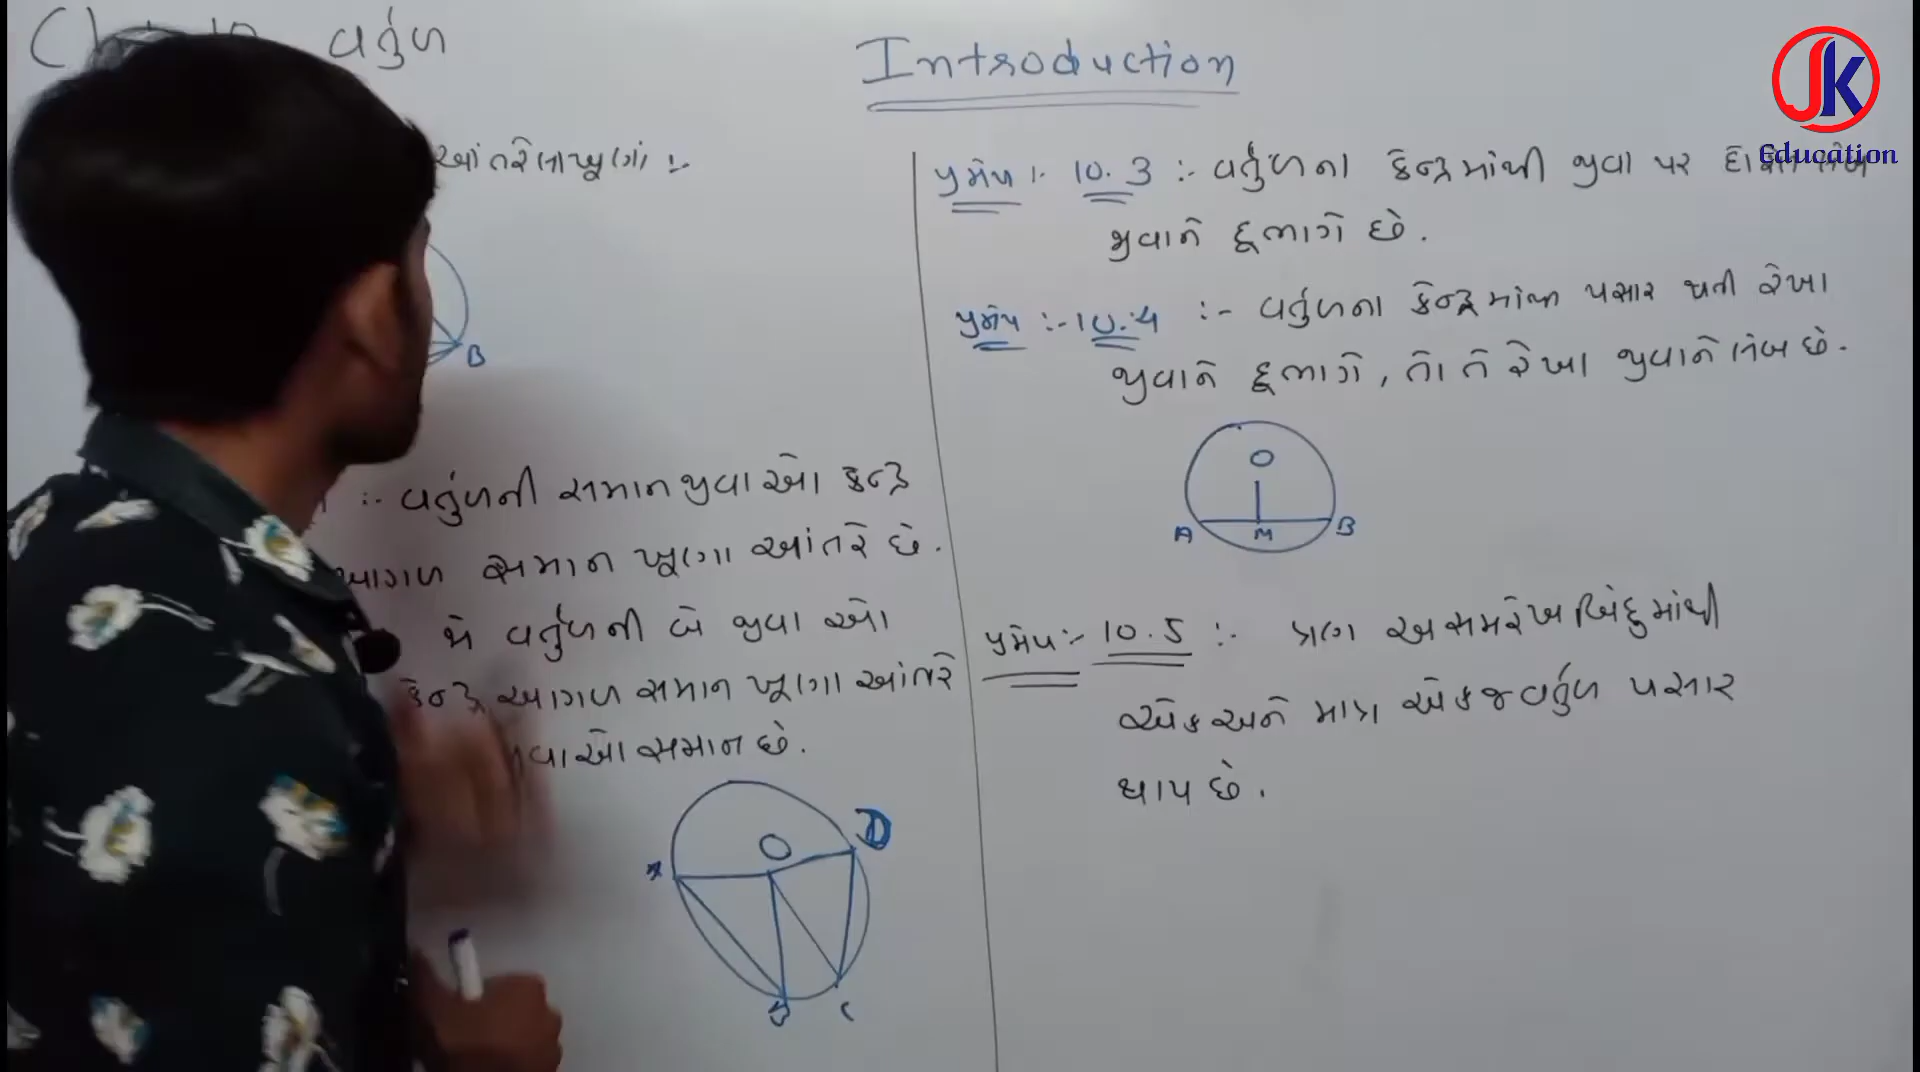 વર્તુળ
Introduction
JK
Education
આંતરેલા ખૂણો :-
B
:- વર્તુળની સમાન જીવાઓ કેન્દ્રે
આગળ સમાન ખૂણા આંતરે છે.
જો વર્તુળની બે જીવા ઓ
કેન્દ્રે આગળ સમાન ખૂણા આંતરે
જીવાઓ સમાન છે.
O
D
A
B
C
પ્રમેય :- 10.3 :- વર્તુળના કેન્દ્રમાંથી જીવા પર
જીવાને દૂભાગે છે.
પ્રમેય :- 10.4 :- વર્તુળના કેન્દ્રમાંથી પસાર થતી રેખા
જીવાને દૂભાગે, તો તે રેખા જીવાને લંબ છે.
O
A M B
પ્રમેય :- 10.5 :- ત્રણ અસમરેખ બિંદુમાંથી
એક અને માત્ર એક જ વર્તુળ પસાર
થાય છે.